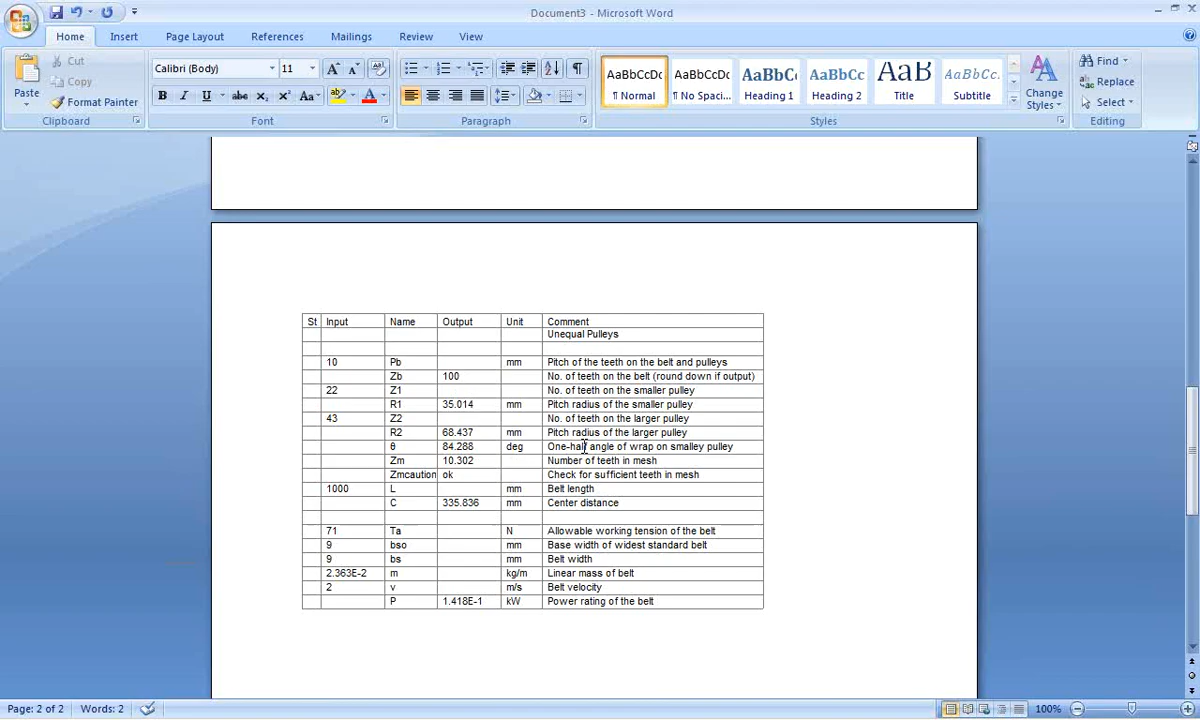 Document3 - Microsoft Word
Home Insert Page Layout References Mailings Review View
Paste
Cut
Copy
Format Painter
Clipboard
Calibri (Body) 11
Font
Paragraph
AaBbCcDc AaBbCcDc AaBbCc AaBbCc AaB AaBbCc.
¶ Normal ¶ No Spaci... Heading 1 Heading 2 Title Subtitle
Change Styles
Styles
Find
Replace
Select
Editing
St Input Name Output Unit Comment
Unequal Pulleys
10 Pb mm Pitch of the teeth on the belt and pulleys
Zb 100 No. of teeth on the belt (round down if output)
22 Z1 No. of teeth on the smaller pulley
R1 35.014 mm Pitch radius of the smaller pulley
43 Z2 No. of teeth on the larger pulley
R2 68.437 mm Pitch radius of the larger pulley
θ 84.288 deg One-half angle of wrap on smalley pulley
Zm 10.302 Number of teeth in mesh
Zmcaution ok Check for sufficient teeth in mesh
1000 L mm Belt length
C 335.836 mm Center distance
71 Ta N Allowable working tension of the belt
9 bso mm Base width of widest standard belt
9 bs mm Belt width
2.363E-2 m kg/m Linear mass of belt
2 v m/s Belt velocity
P 1.418E-1 kW Power rating of the belt
Page: 2 of 2 Words: 2 100%